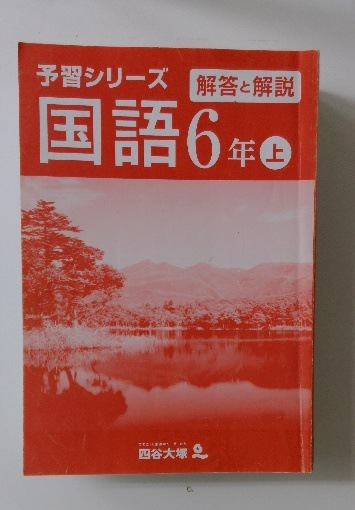 予習シリーズ
解答と解説
国語6年上
四谷大塚